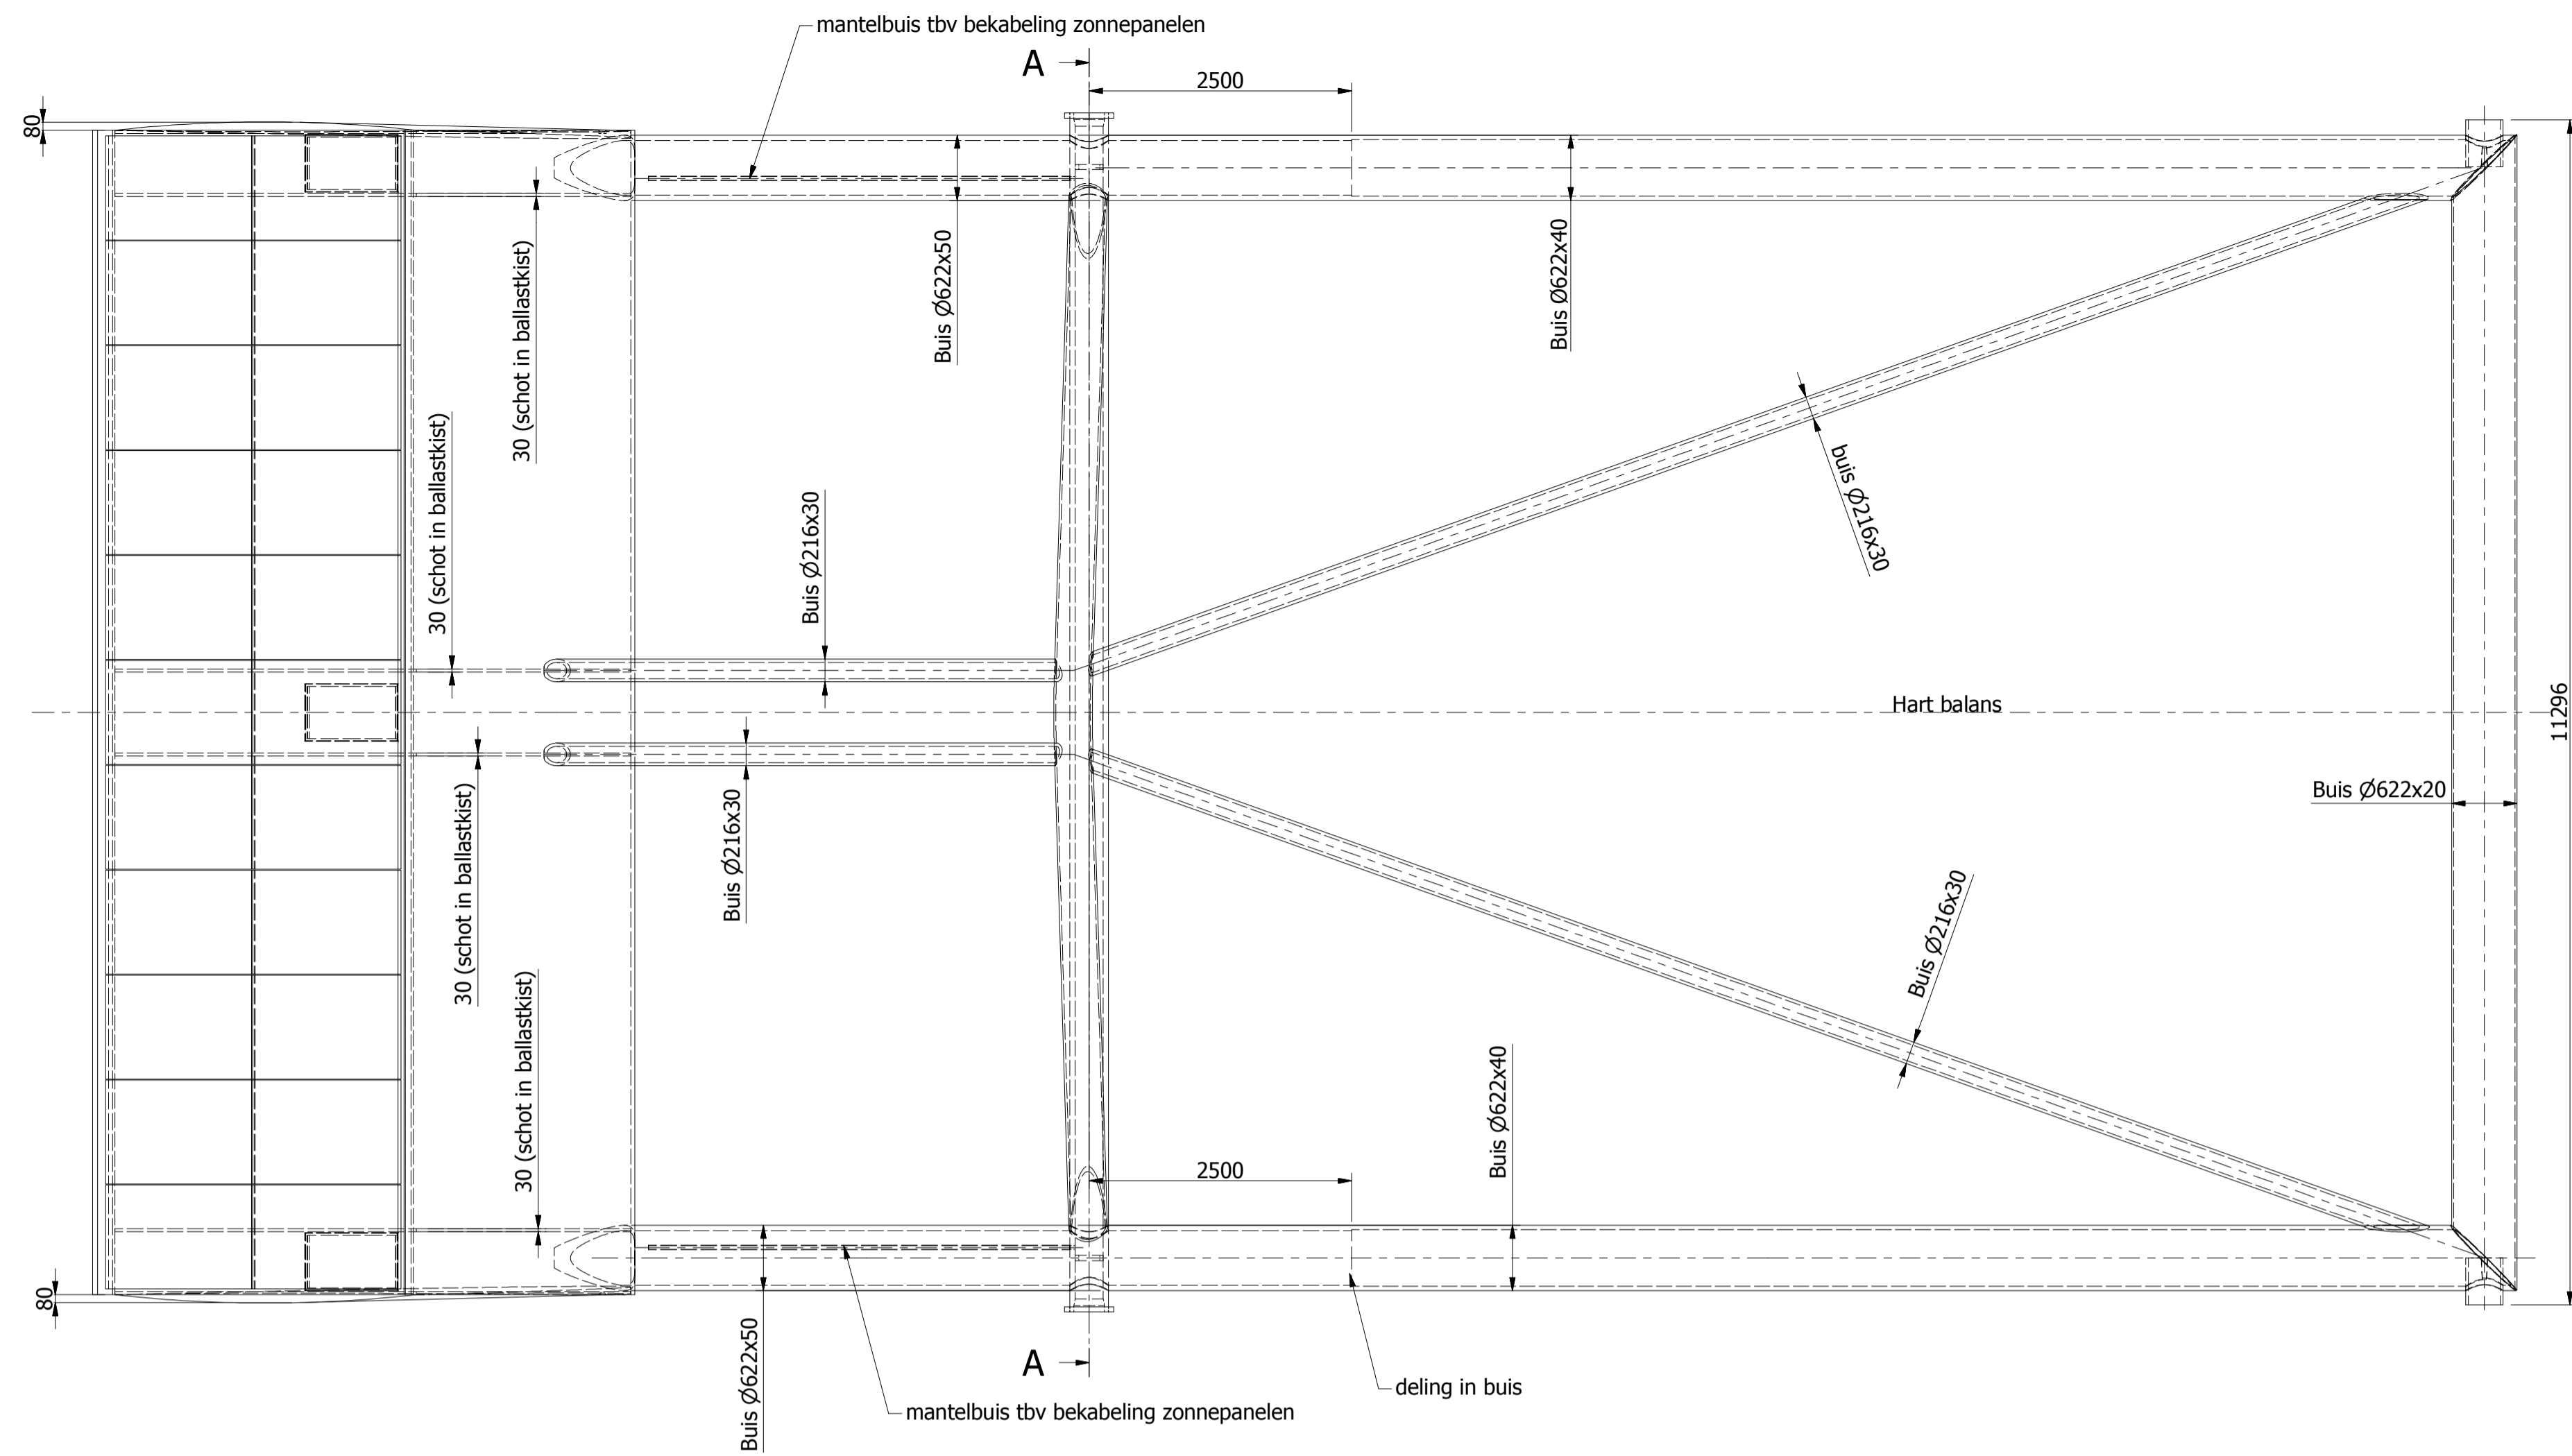 mantelbuis tbv bekabeling zonnepanelen
A
2500
80
30 (schot in ballastkist)
Buis Ø622x50
Buis Ø622x40
30 (schot in ballastkist)
Buis Ø216x30
buis Ø216x30
Hart balans
11296
Buis Ø622x20
30 (schot in ballastkist)
Buis Ø216x30
Buis Ø216x30
30 (schot in ballastkist)
2500
Buis Ø622x40
80
Buis Ø622x50
A
deling in buis
mantelbuis tbv bekabeling zonnepanelen